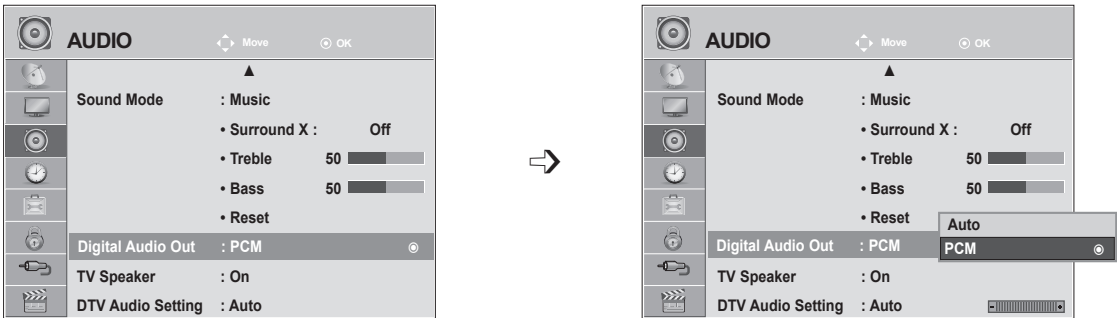 AUDIO Move OK
▲
Sound Mode : Music
• Surround X : Off
• Treble 50
• Bass 50
• Reset
Digital Audio Out : PCM
TV Speaker : On
DTV Audio Setting : Auto
AUDIO Move OK
▲
Sound Mode : Music
• Surround X : Off
• Treble 50
• Bass 50
• Reset
Auto
Digital Audio Out : PCM
PCM
TV Speaker : On
DTV Audio Setting : Auto